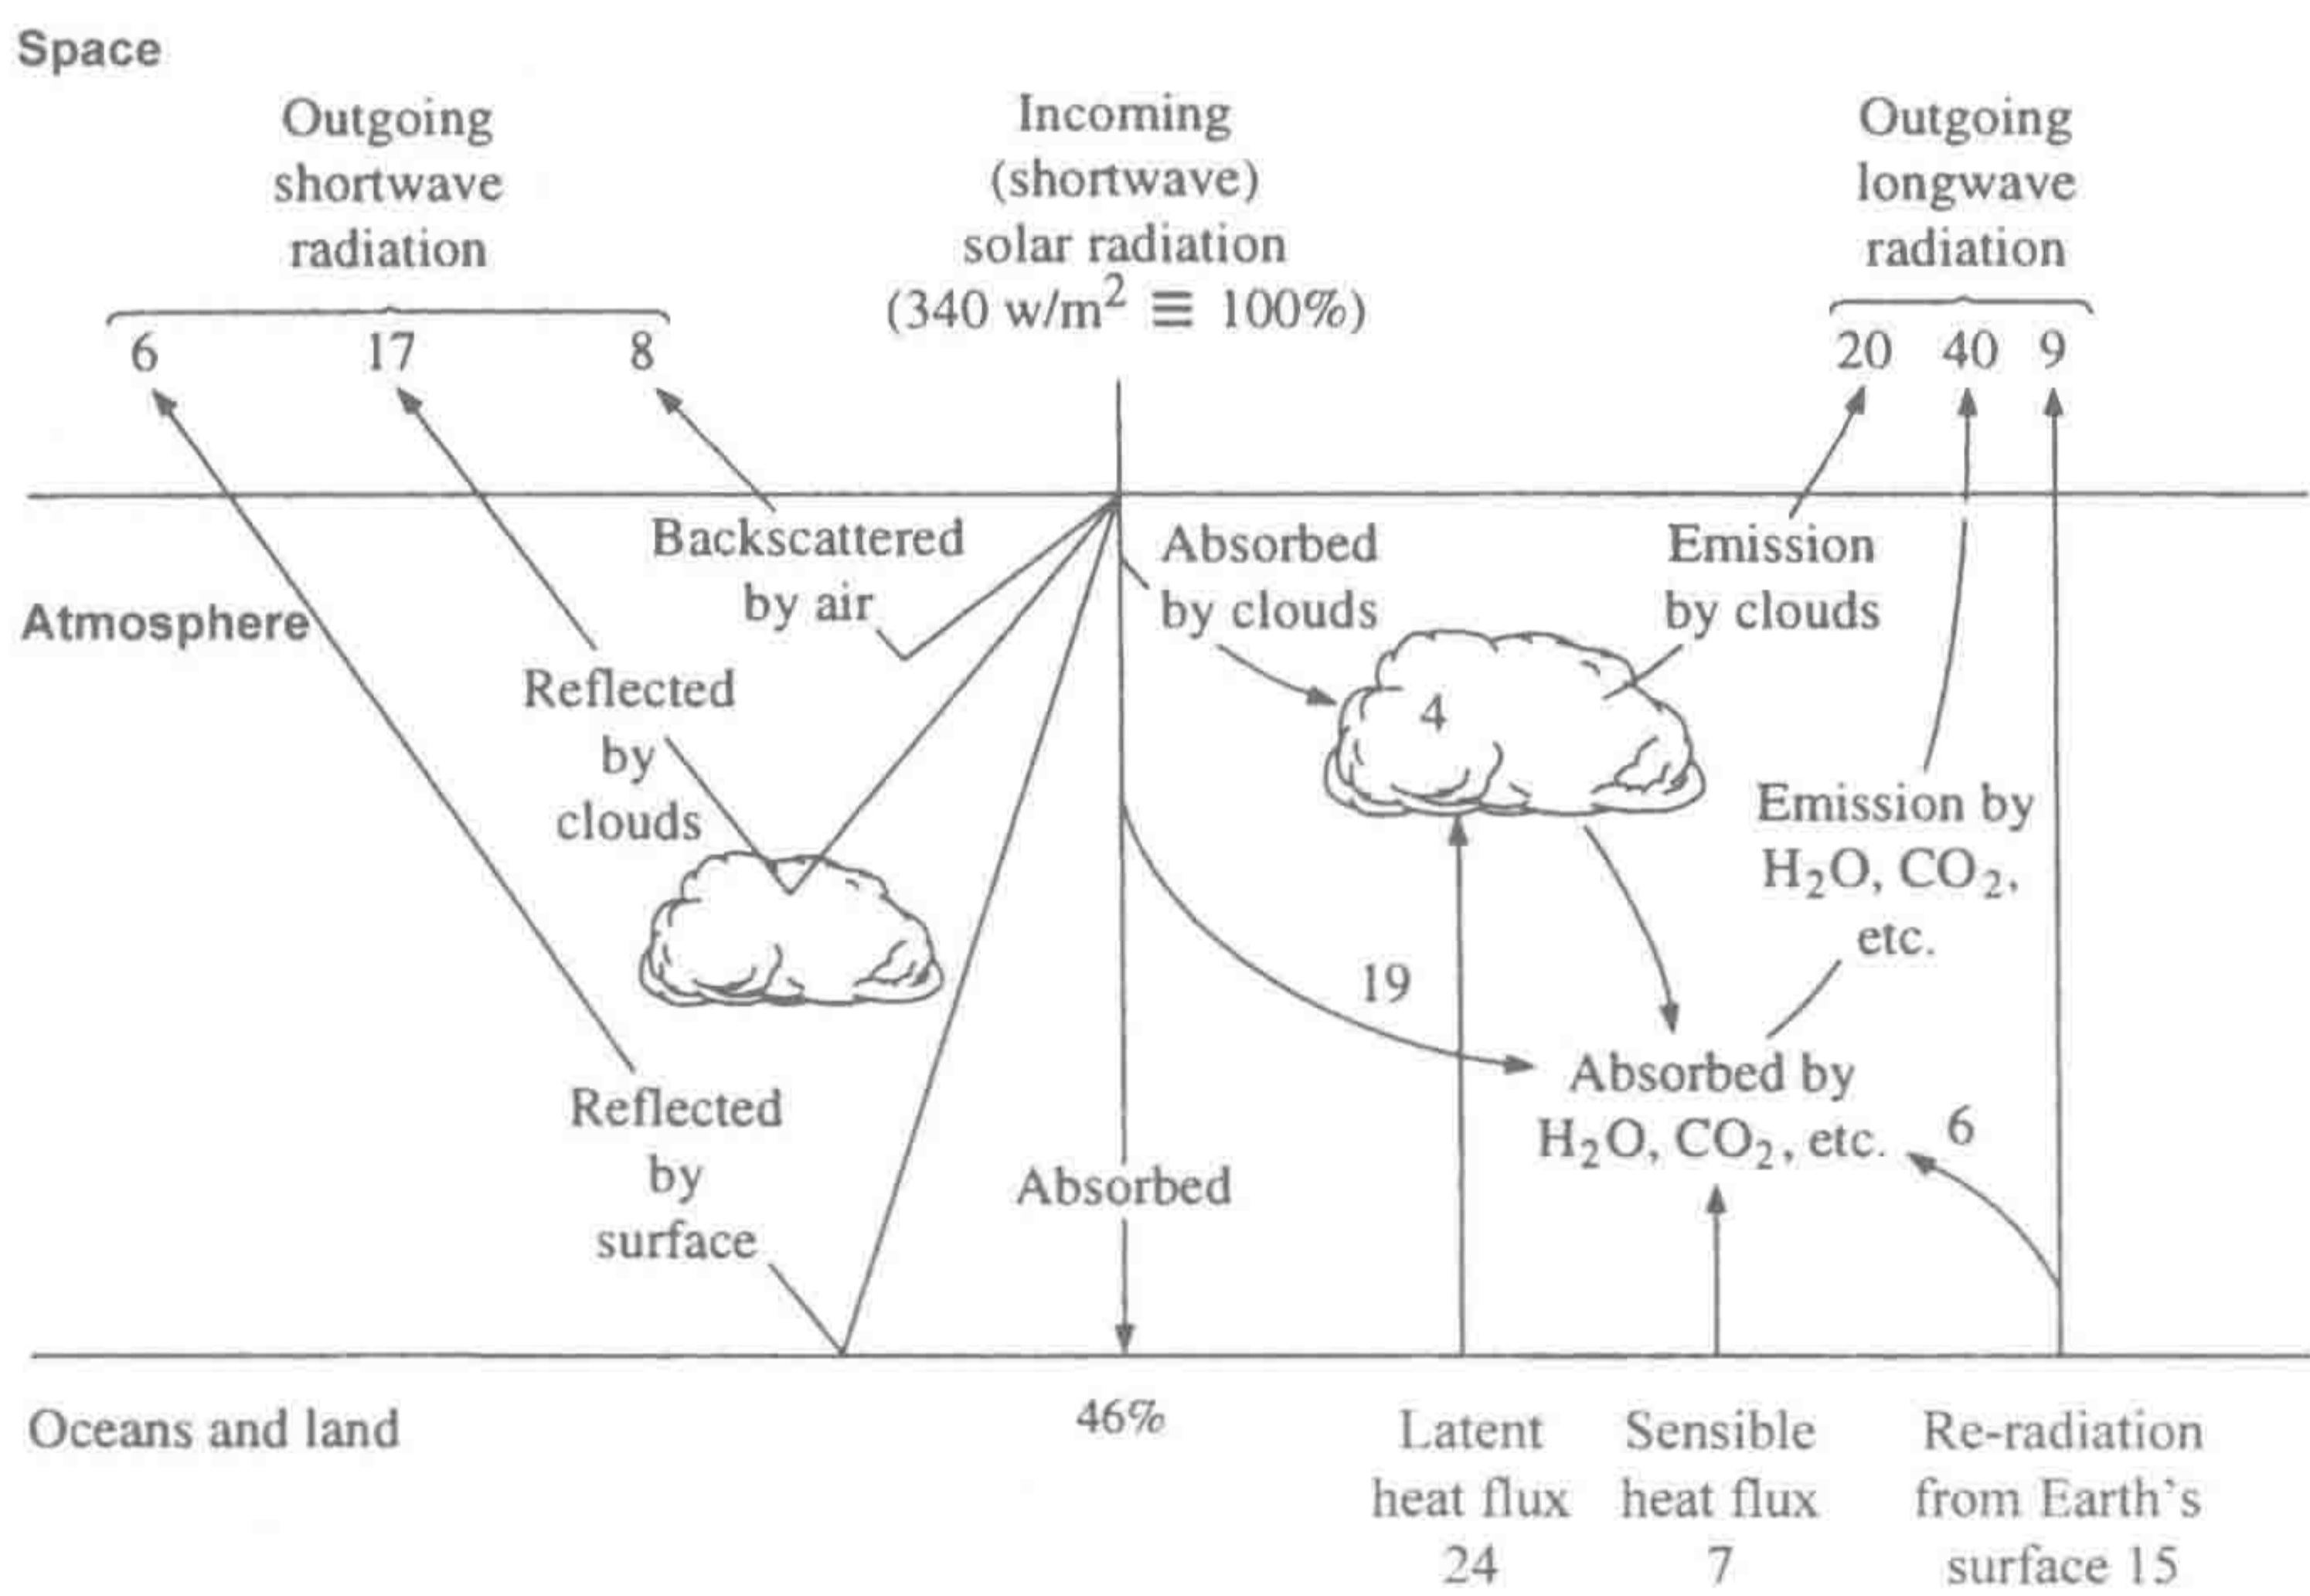 Space
Outgoing
shortwave
radiation
Incoming
(shortwave)
solar radiation
(340 w/m² ≡ 100%)
Outgoing
longwave
radiation
6
17
8
20
40
9
Atmosphere
Backscattered
by air
Absorbed
by clouds
Emission
by clouds
Reflected
by
clouds
4
Emission by
H₂O, CO₂,
etc.
19
Absorbed by
H₂O, CO₂, etc.
6
Reflected
by
surface
Absorbed
Oceans and land
46%
Latent
heat flux
24
Sensible
heat flux
7
Re-radiation
from Earth's
surface 15